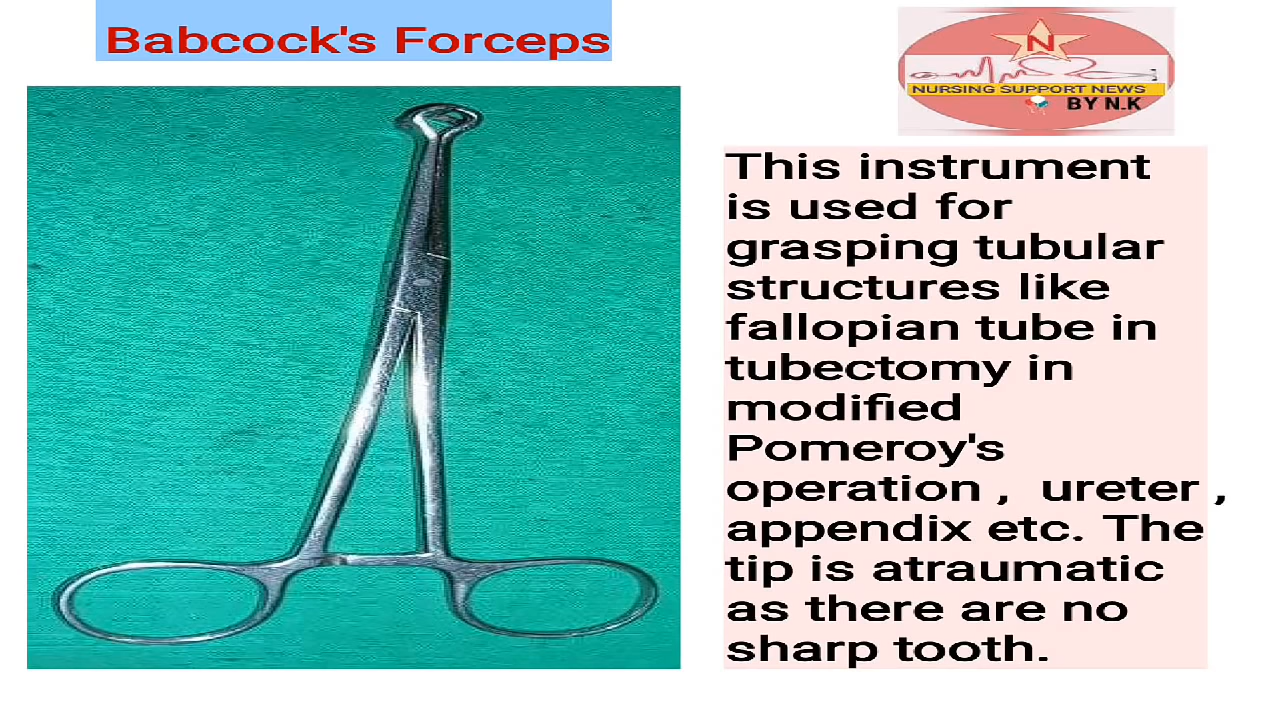 Babcock's Forceps
N
NURSING SUPPORT NEWS
BY N.K
This instrument
is used for
grasping tubular
structures like
fallopian tube in
tubectomy in
modified
Pomeroy's
operation ,  ureter ,
appendix etc. The
tip is atraumatic
as there are no
sharp tooth.